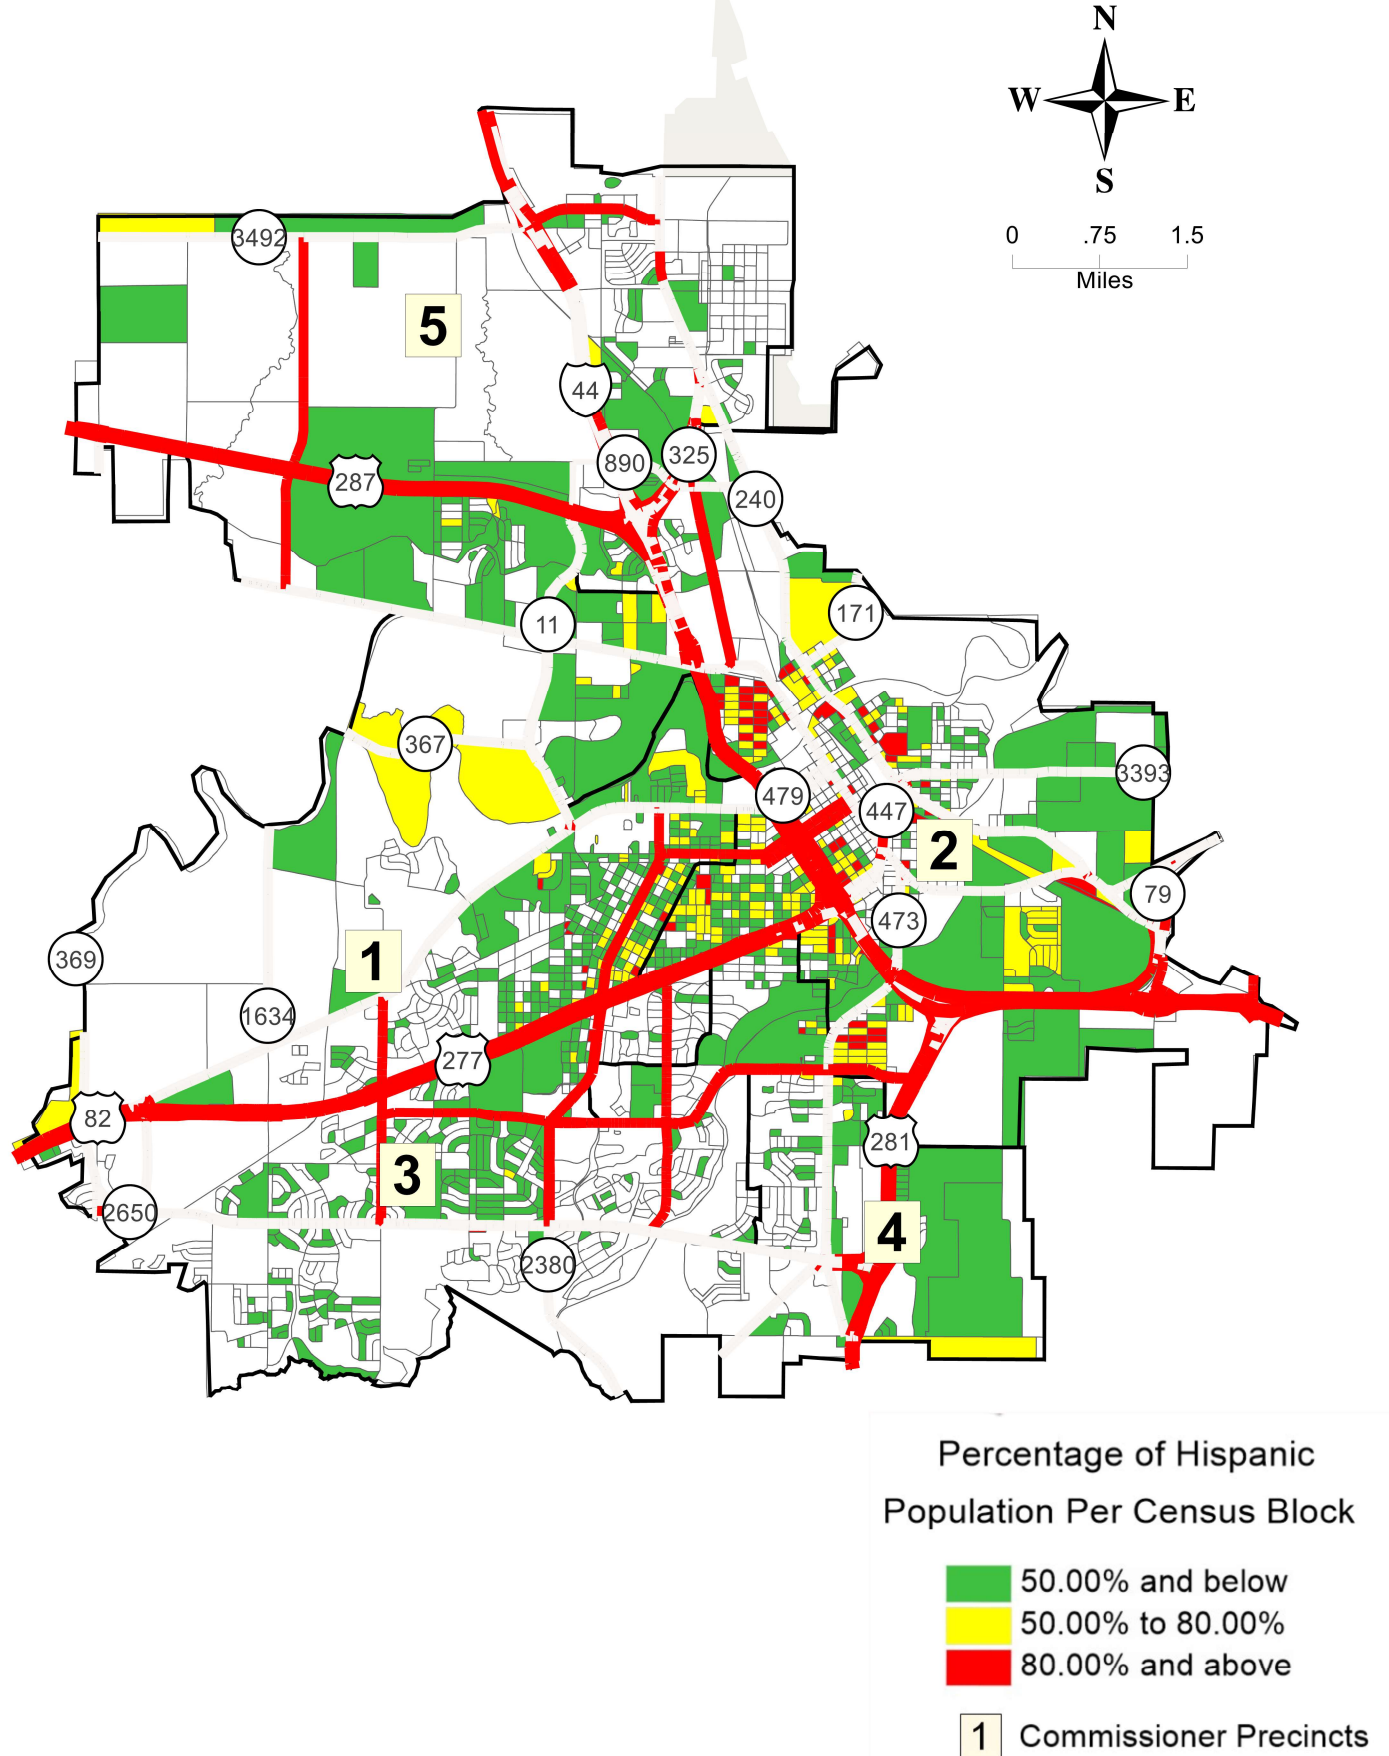 N
W E
S
0 .75 1.5
Miles
3492
5
44
890
325
287
240
171
11
367
3393
479
447
2
79
473
369
1
1634
277
82
281
3
2650
4
2380
Percentage of Hispanic
Population Per Census Block
50.00% and below
50.00% to 80.00%
80.00% and above
1 Commissioner Precincts